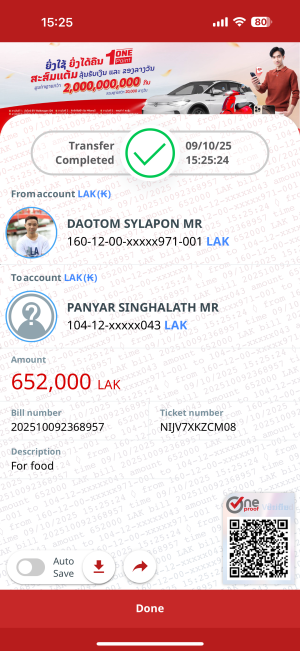 15:25
80
ຍິ່ງໃຊ້ ຍິ່ງໄດ້ຄືນ 1 ONE Point
ສະສົມແຕ້ມ ລຸ້ນຮັບເງິນ ແລະ ຂອງລາງວັນ
2,000,000,000 ກີບ
Transfer Completed
09/10/25
15:25:24
From account LAK(₭)
DAOTOM SYLAPON MR
160-12-00-xxxxx971-001 LAK
To account LAK(₭)
PANYAR SINGHALATH MR
104-12-xxxxx043 LAK
Amount
652,000 LAK
Bill number
202510092368957
Ticket number
NIJV7XKZCM08
Description
For food
One proof
Auto Save
Done